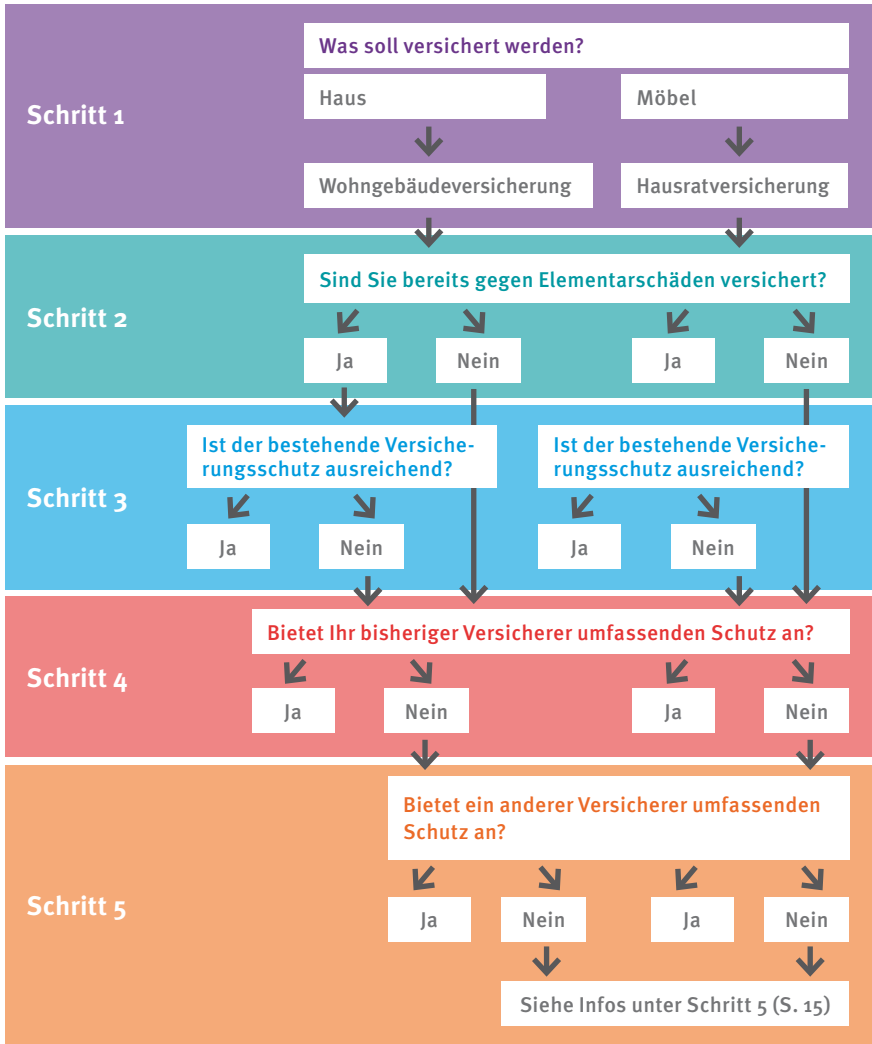 Schritt 1
Was soll versichert werden?
Haus
Möbel
Wohngebäudeversicherung
Hausratversicherung
Schritt 2
Sind Sie bereits gegen Elementarschäden versichert?
Ja
Nein
Ja
Nein
Schritt 3
Ist der bestehende Versiche-
rungsschutz ausreichend?
Ist der bestehende Versiche-
rungsschutz ausreichend?
Ja
Nein
Ja
Nein
Schritt 4
Bietet Ihr bisheriger Versicherer umfassenden Schutz an?
Ja
Nein
Ja
Nein
Schritt 5
Bietet ein anderer Versicherer umfassenden
Schutz an?
Ja
Nein
Ja
Nein
Siehe Infos unter Schritt 5 (S. 15)